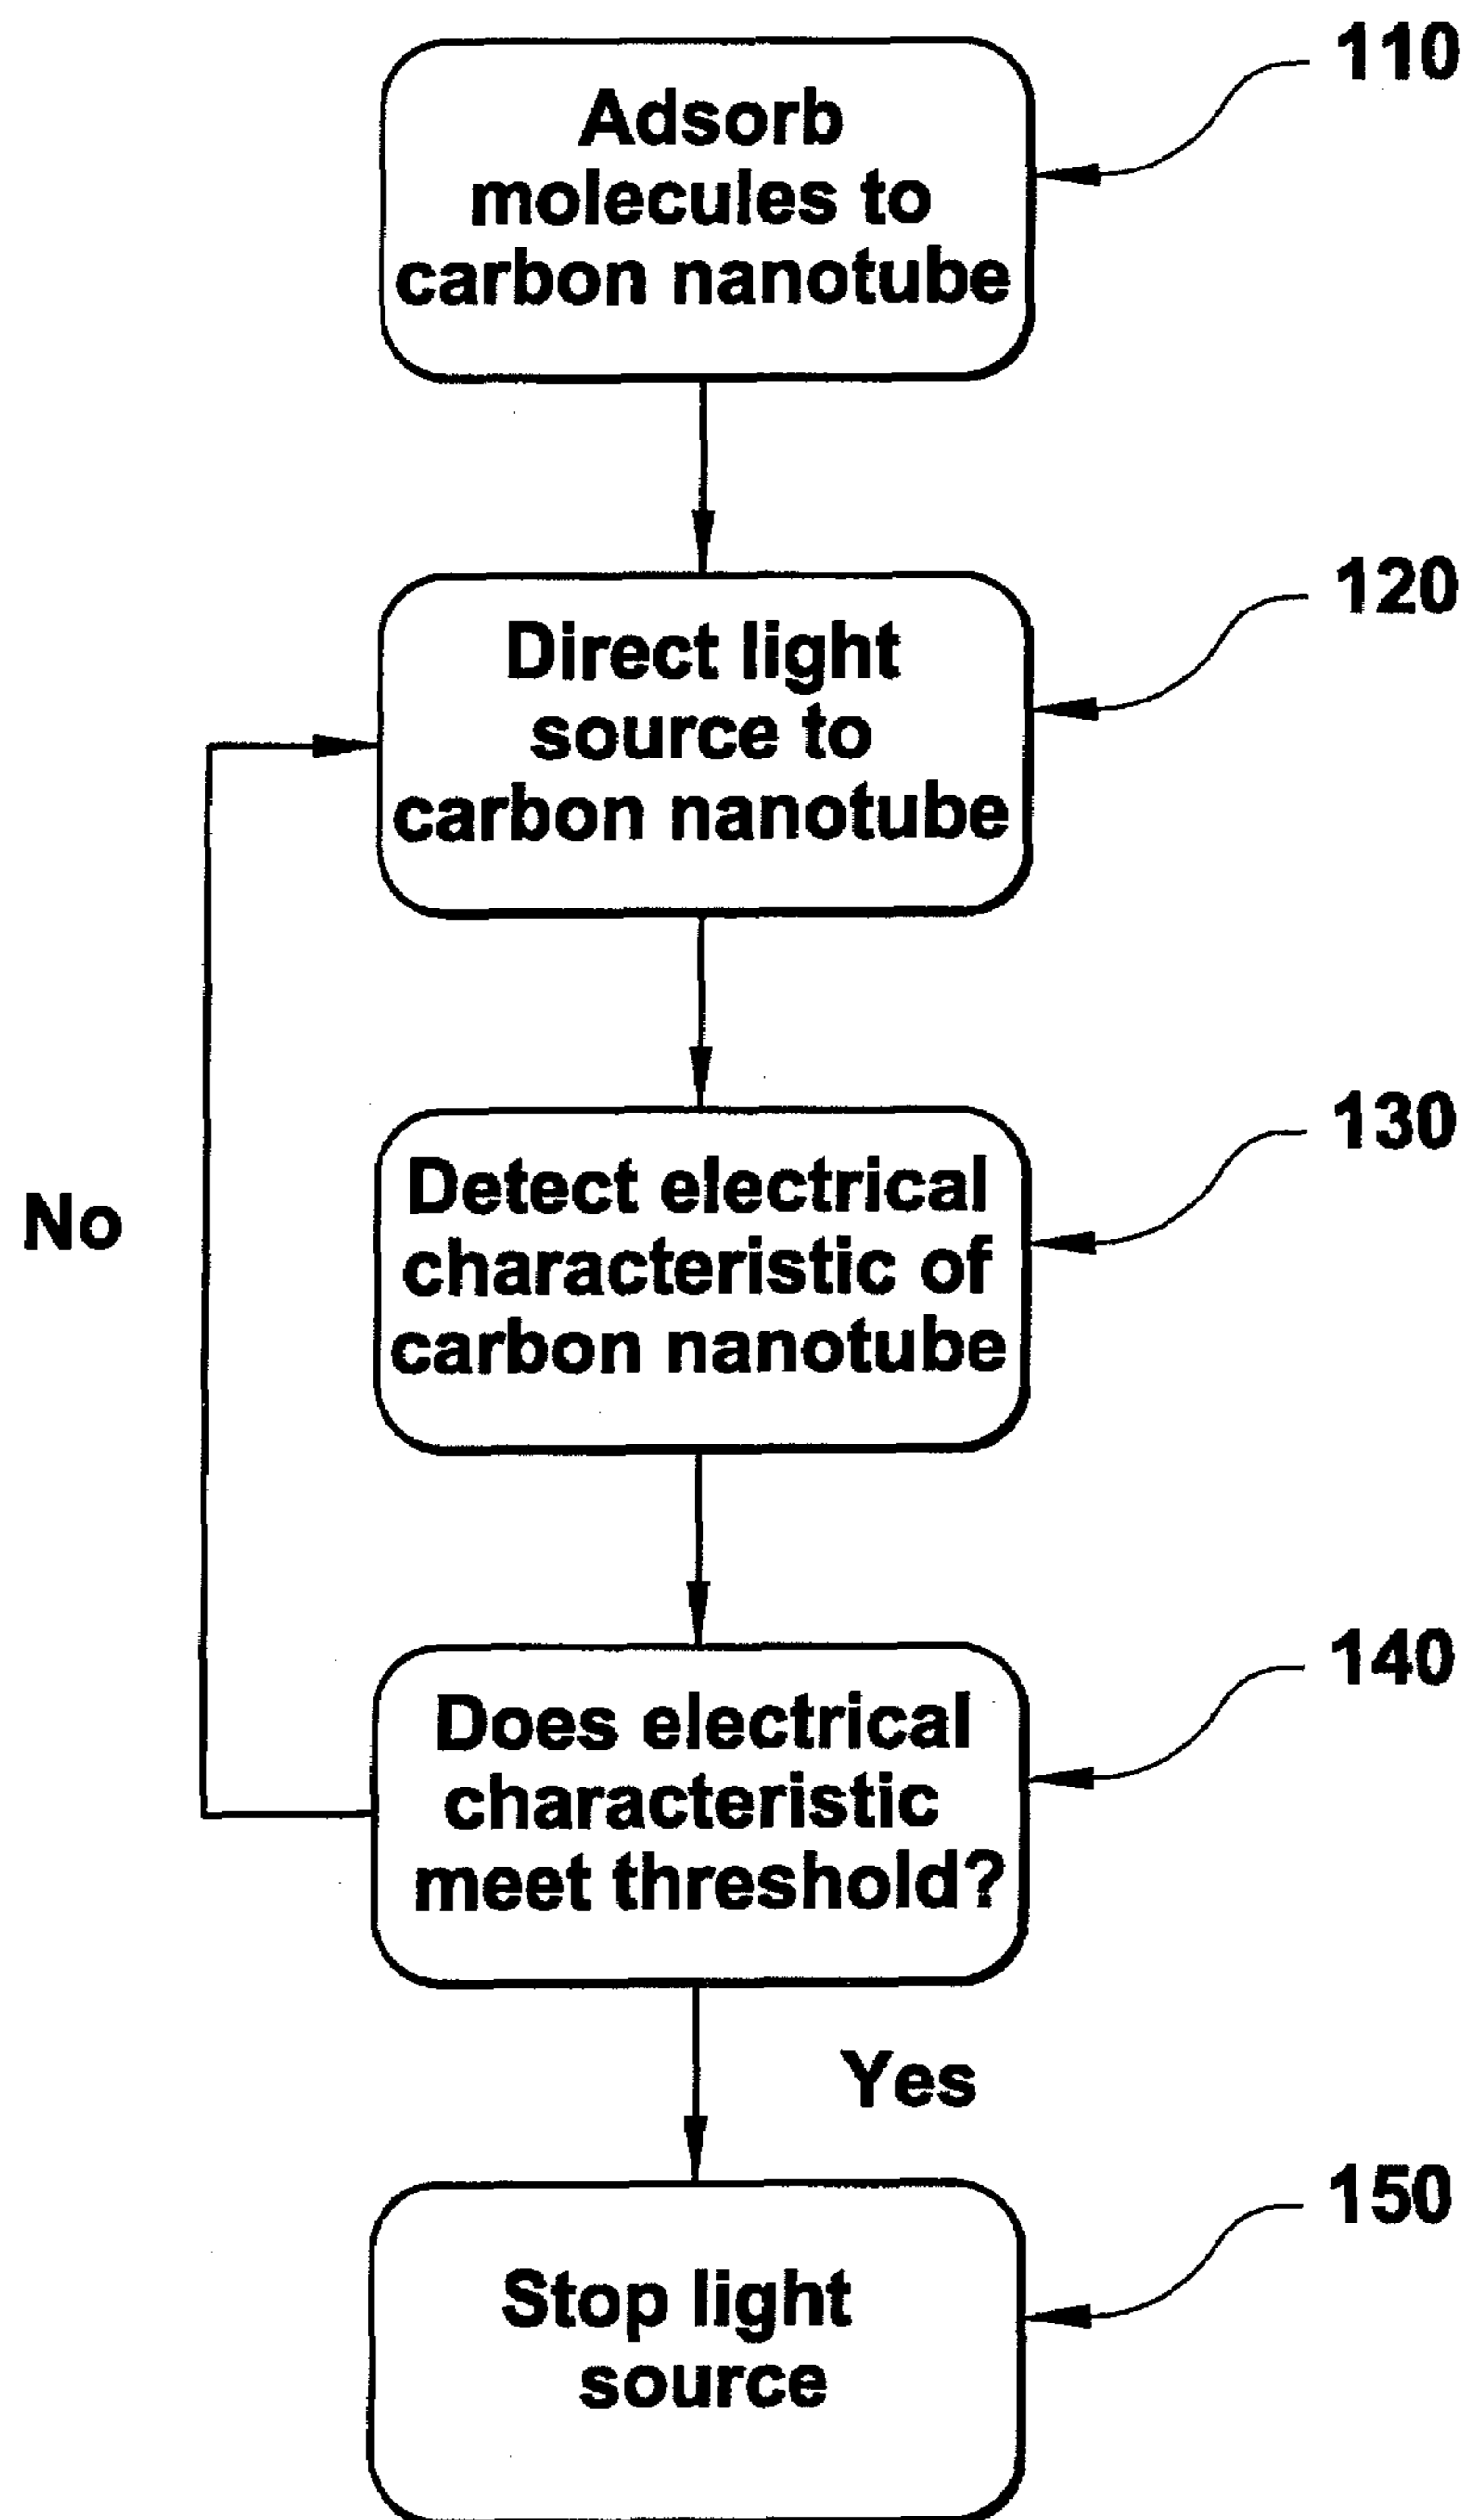 110
Adsorb
molecules to
carbon nanotube
120
Direct light
source to
carbon nanotube
130
Detect electrical
characteristic of
carbon nanotube
No
140
Does electrical
characteristic
meet threshold?
Yes
150
Stop light
source